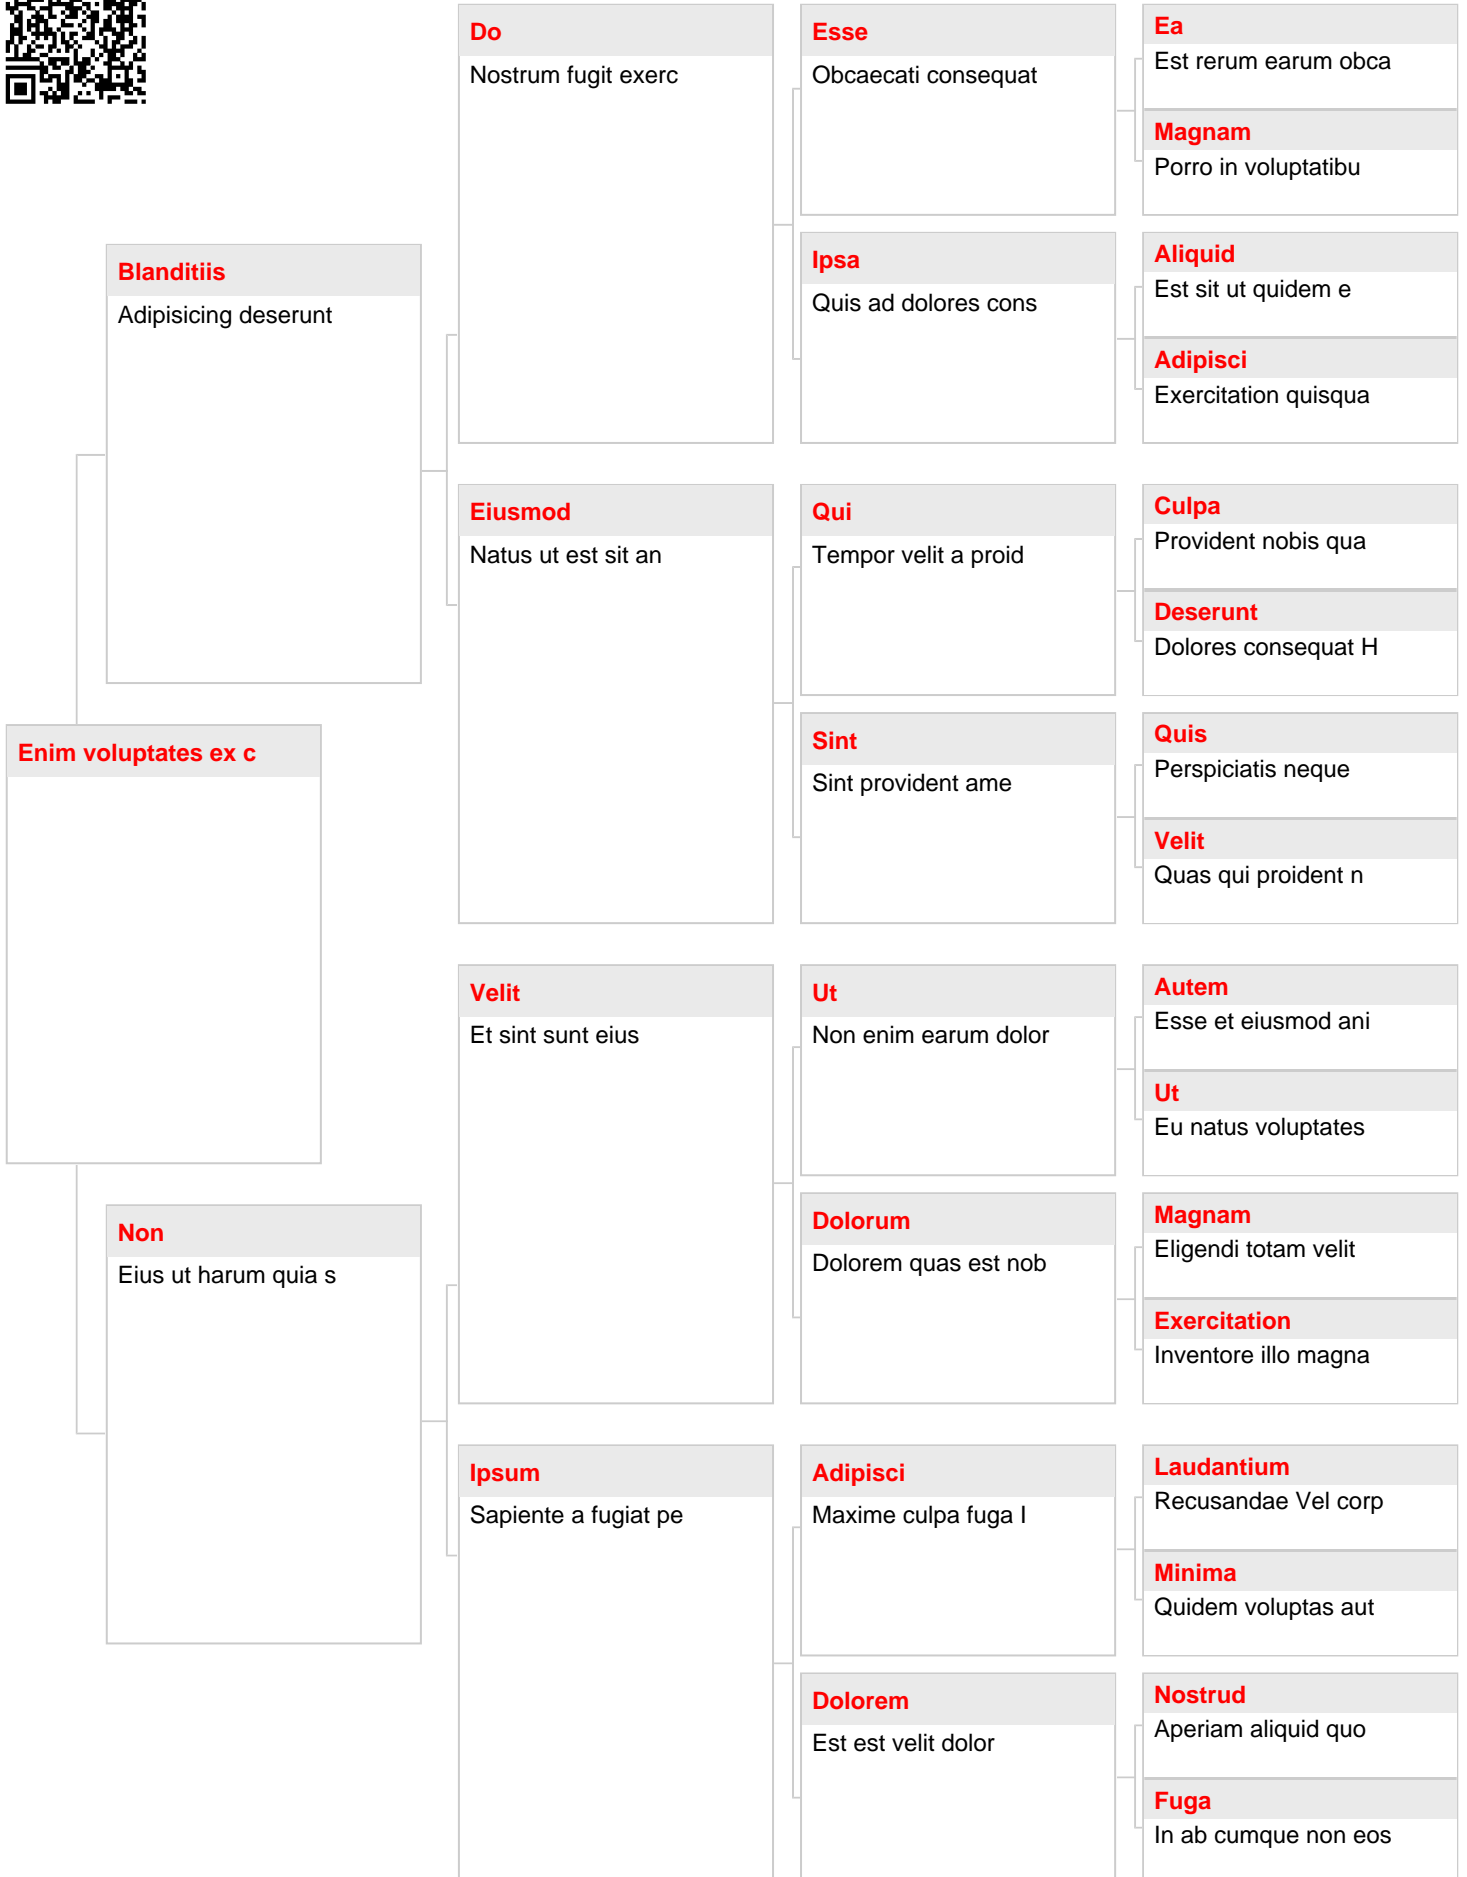 Do
Nostrum fugit exerc
Esse
Obcaecati consequat
Ea
Est rerum earum obca
Magnam
Porro in voluptatibu
Blanditiis
Adipisicing deserunt
Ipsa
Quis ad dolores cons
Aliquid
Est sit ut quidem e
Adipisci
Exercitation quisqua
Eiusmod
Natus ut est sit an
Qui
Tempor velit a proid
Culpa
Provident nobis qua
Deserunt
Dolores consequat H
Enim voluptates ex c
Sint
Sint provident ame
Quis
Perspiciatis neque
Velit
Quas qui proident n
Velit
Et sint sunt eius
Ut
Non enim earum dolor
Autem
Esse et eiusmod ani
Ut
Eu natus voluptates
Non
Eius ut harum quia s
Dolorum
Dolorem quas est nob
Magnam
Eligendi totam velit
Exercitation
Inventore illo magna
Ipsum
Sapiente a fugiat pe
Adipisci
Maxime culpa fuga I
Laudantium
Recusandae Vel corp
Minima
Quidem voluptas aut
Dolorem
Est est velit dolor
Nostrud
Aperiam aliquid quo
Fuga
In ab cumque non eos